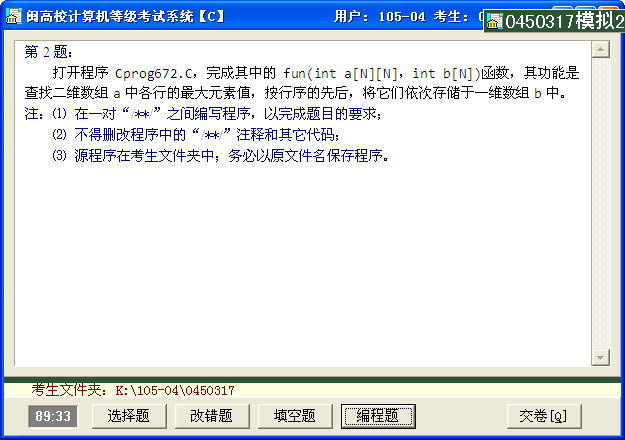 闽高校计算机等级考试系统【C】 用户: 105-04 考生:
0450317模拟2
第 2 题:
打开程序 Cprog672.C, 完成其中的 fun(int a[N][N], int b[N])函数, 其功能是
查找二维数组 a 中各行的最大元素值, 按行序的先后, 将它们依次存储于一维数组 b 中。
注: ⑴ 在一对“/**/”之间编写程序, 以完成题目的要求;
⑵ 不得删改程序中的“/**/”注释和其它代码;
⑶ 源程序在考生文件夹中; 务必以原文件名保存程序。
考生文件夹: K:\105-04\0450317
89:33 选择题 改错题 填空题 编程题 交卷[Q]